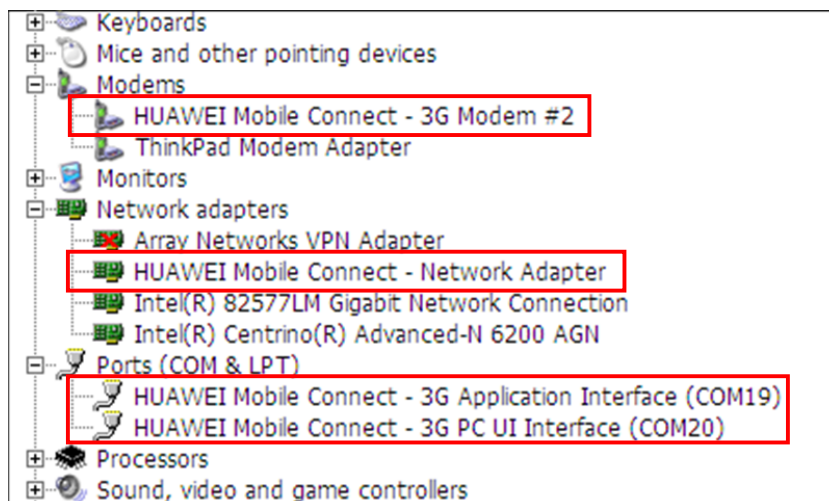 Keyboards
Mice and other pointing devices
Modems
HUAWEI Mobile Connect - 3G Modem #2
ThinkPad Modem Adapter
Monitors
Network adapters
Array Networks VPN Adapter
HUAWEI Mobile Connect - Network Adapter
Intel(R) 82577LM Gigabit Network Connection
Intel(R) Centrino(R) Advanced-N 6200 AGN
Ports (COM & LPT)
HUAWEI Mobile Connect - 3G Application Interface (COM19)
HUAWEI Mobile Connect - 3G PC UI Interface (COM20)
Processors
Sound, video and game controllers